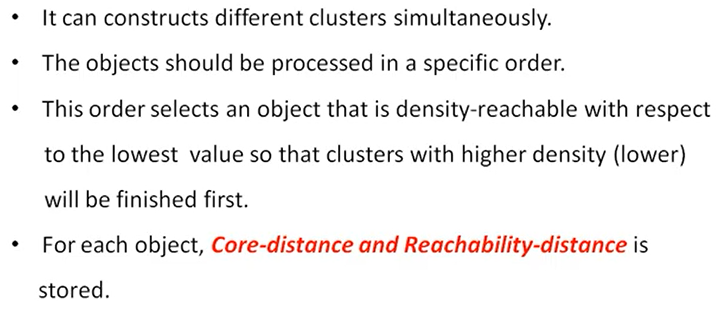 • It can constructs different clusters simultaneously.
• The objects should be processed in a specific order.
• This order selects an object that is density-reachable with respect
to the lowest value so that clusters with higher density (lower)
will be finished first.
• For each object, Core-distance and Reachability-distance is
stored.